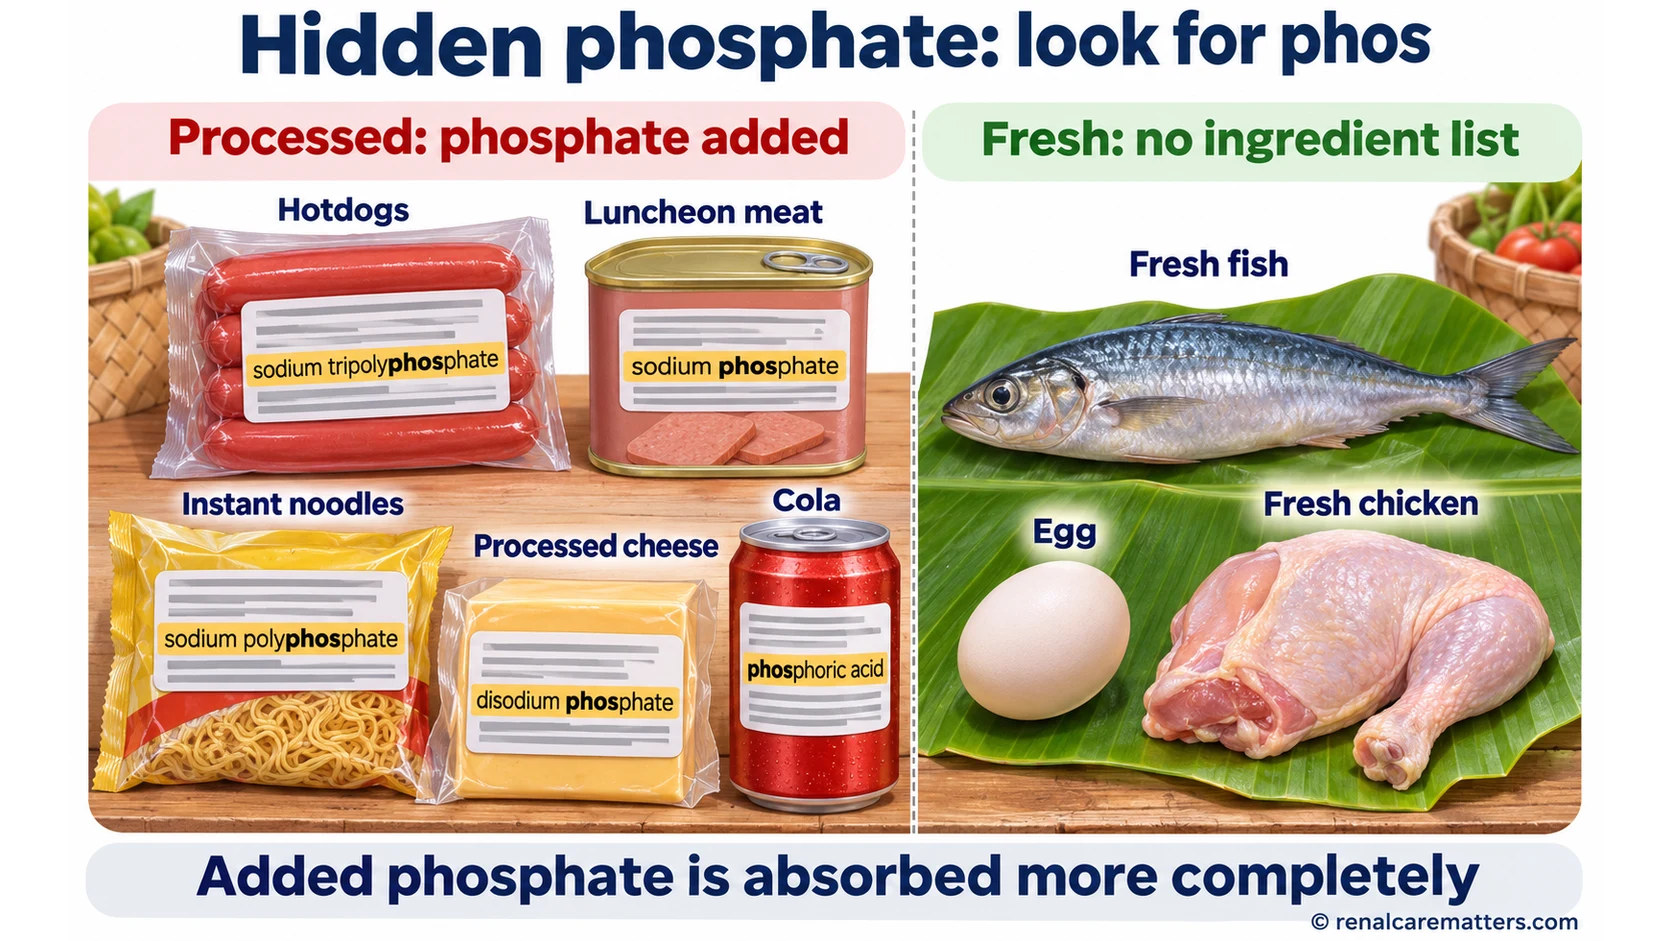 Hidden phosphate: look for phos
Processed: phosphate added
Fresh: no ingredient list
Hotdogs
Luncheon meat
sodium tripolyphosphate
sodium phosphate
Instant noodles
Processed cheese
Cola
sodium polyphosphate
disodium phosphate
phosphoric acid
Fresh fish
Egg
Fresh chicken
Added phosphate is absorbed more completely
© renalcarematters.com